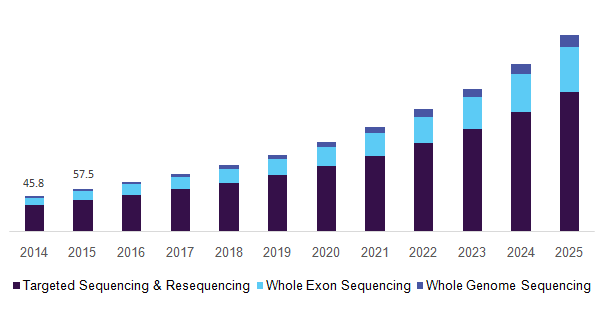 45.8
57.5
2014 2015 2016 2017 2018 2019 2020 2021 2022 2023 2024 2025
Targeted Sequencing & Resequencing Whole Exon Sequencing Whole Genome Sequencing